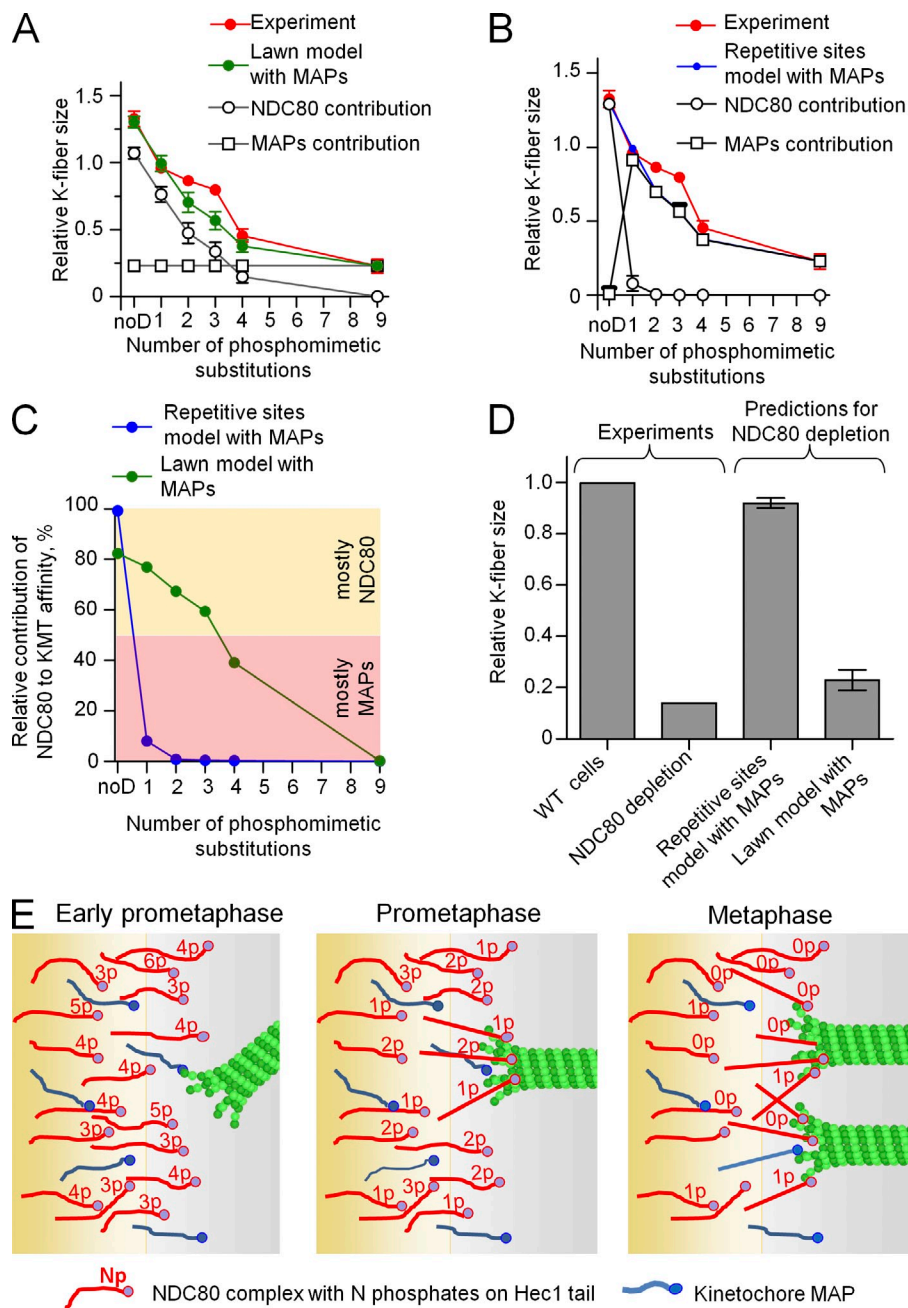 A
Experiment
Lawn model
with MAPs
NDC80 contribution
MAPs contribution
Relative K-fiber size
1.5
1.0
0.5
0
noD 1 2 3 4 5 6 7 8 9
Number of phosphomimetic
substitutions
B
Experiment
Repetitive sites
model with MAPs
NDC80 contribution
MAPs contribution
Relative K-fiber size
1.5
1.0
0.5
0
noD 1 2 3 4 5 6 7 8 9
Number of phosphomimetic
substitutions
C
Repetitive sites
model with MAPs
Lawn model with
MAPs
Relative contribution of
NDC80 to KMT affinity, %
100
80
60
40
20
0
mostly
NDC80
mostly
MAPs
noD 1 2 3 4 5 6 7 8 9
Number of phosphomimetic
substitutions
D
Experiments
Predictions for
NDC80 depletion
Relative K-fiber size
1.0
0.8
0.6
0.4
0.2
0
WT cells
NDC80 depletion
Repetitive sites
model with MAPs
Lawn model with
MAPs
E
Early prometaphase
4p
6p
3p
3p
5p
4p
4p
4p
4p
5p
3p
3p
4p
3p
4p
3p
Prometaphase
1p
2p
3p
2p
1p
1p
2p
2p
1p
1p
2p
2p
2p
3p
1p
1p
Metaphase
0p
0p
0p
0p
1p
0p
0p
1p
0p
0p
1p
1p
Np
NDC80 complex with N phosphates on Hec1 tail
Kinetochore MAP